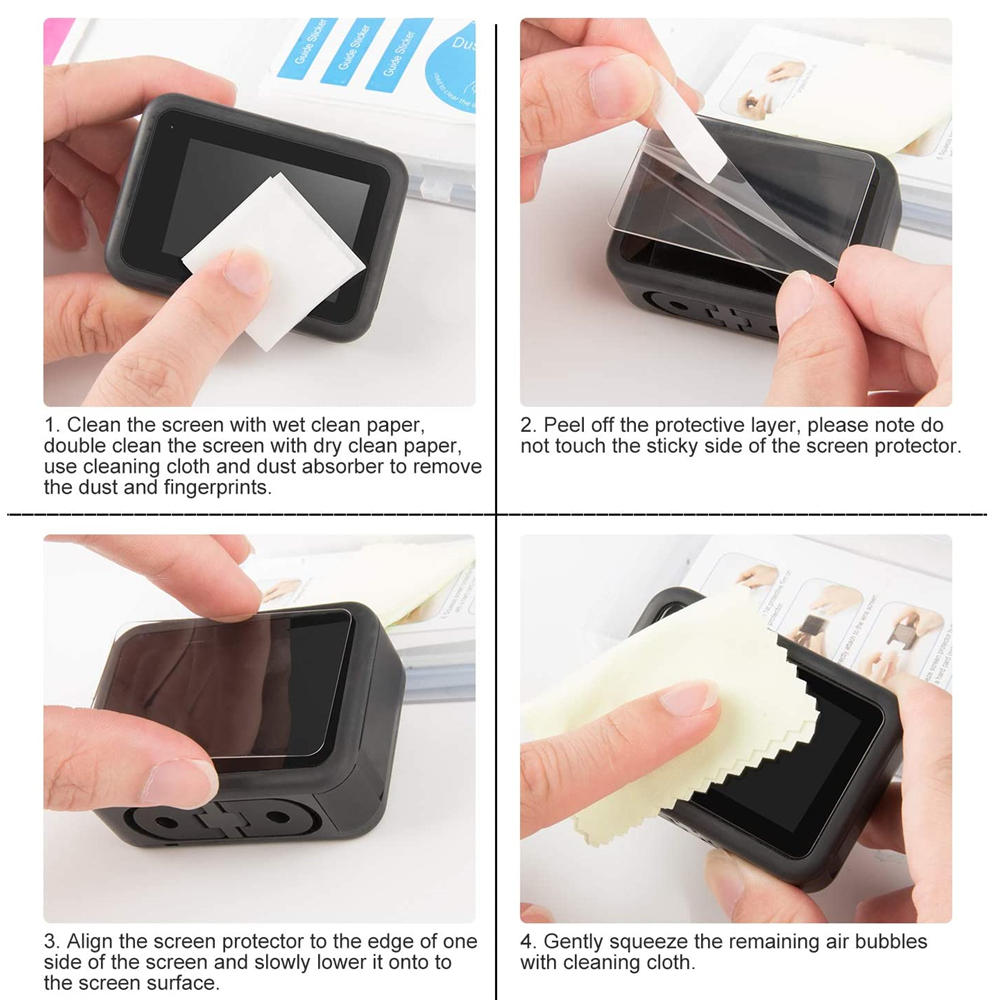 Guide Sticker
Guide Sticker
Guide Sticker
1. Clean the screen with wet clean paper,
double clean the screen with dry clean paper,
use cleaning cloth and dust absorber to remove
the dust and fingerprints.
2. Peel off the protective layer, please note do
not touch the sticky side of the screen protector.
3. Align the screen protector to the edge of one
side of the screen and slowly lower it onto to
the screen surface.
4. Gently squeeze the remaining air bubbles
with cleaning cloth.